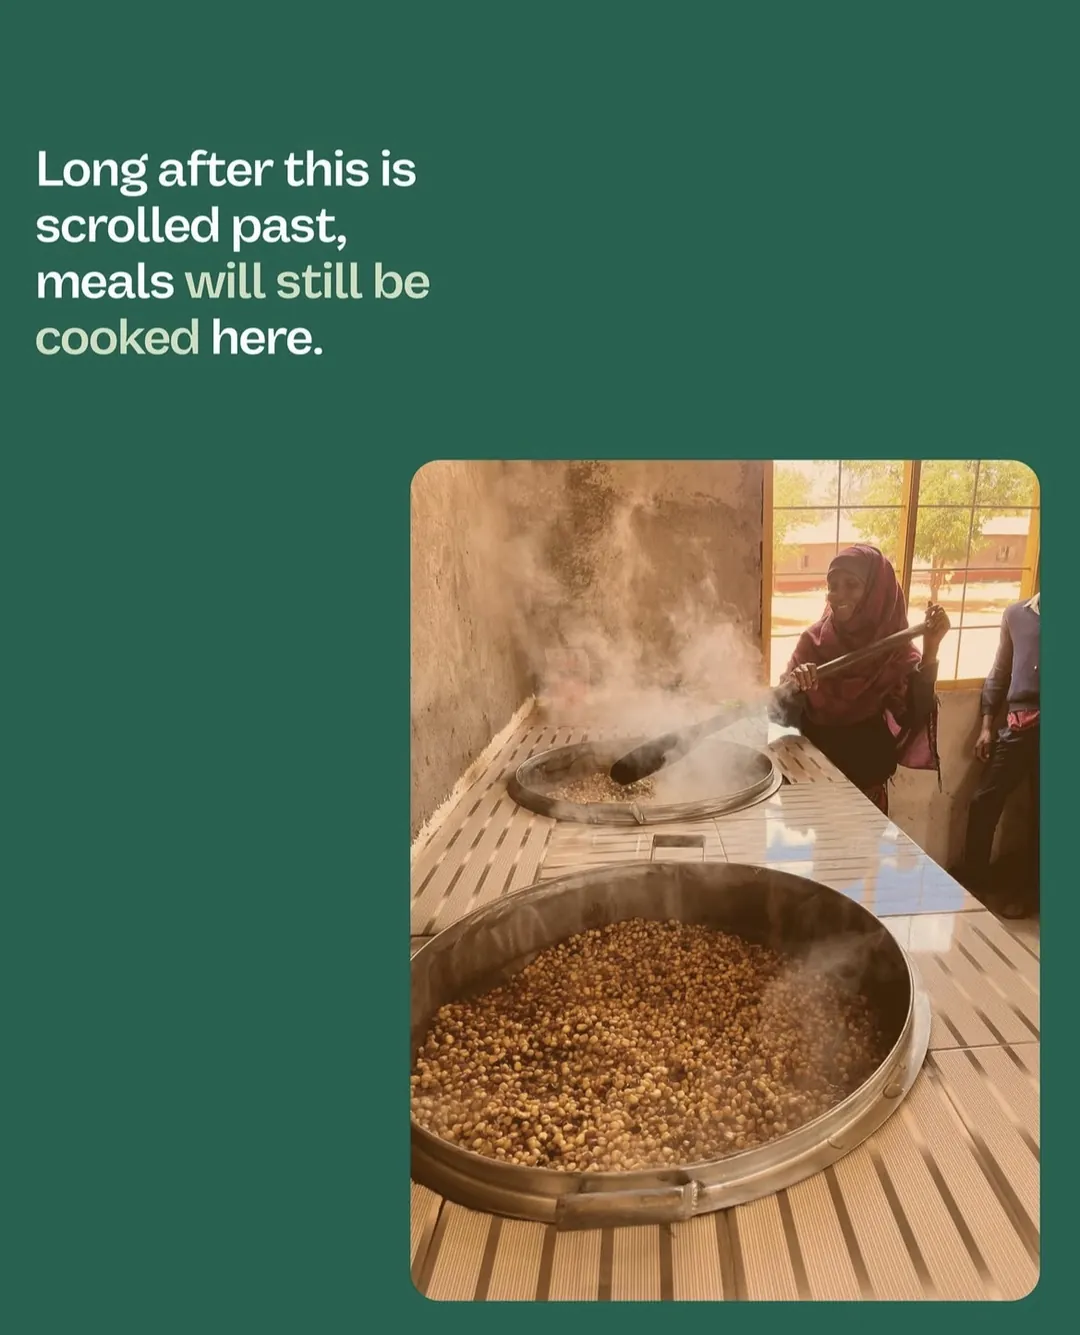 Long after this is
scrolled past,
meals will still be
cooked here.